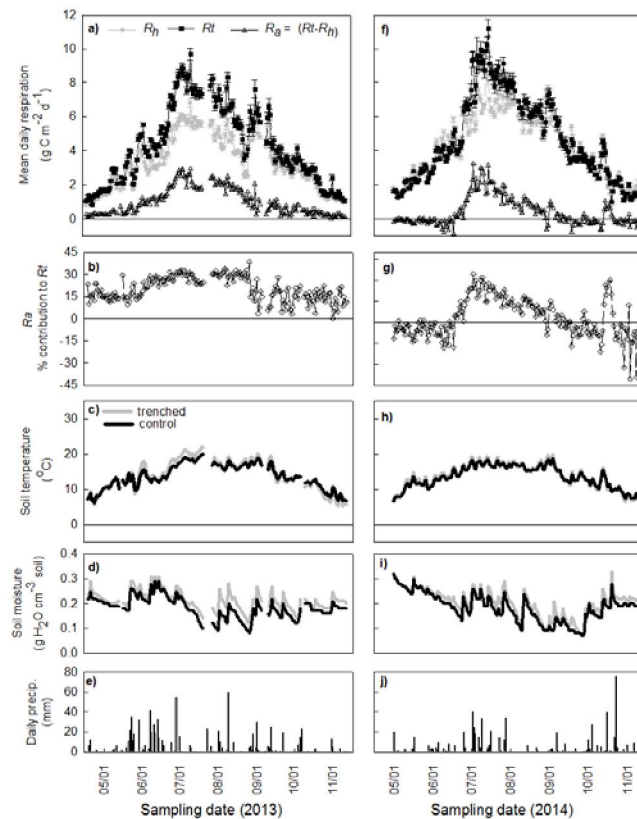 a) Rh Rt Ra = (Rt-Rh)
f)
Mean daily respiration
(g C m−2 d−1)
12
10
8
6
4
2
0
b)
g)
Ra
% contribution to Rt
45
30
15
0
-15
-30
-45
c)
trenched
control
h)
Soil temperature
(°C)
30
20
10
0
d)
i)
Soil moisture
(g H2O cm−3 soil)
0.4
0.3
0.2
0.1
0.0
e)
j)
Daily precip.
(mm)
80
60
40
20
0
05/01 06/01 07/01 08/01 09/01 10/01 11/01
05/01 06/01 07/01 08/01 09/01 10/01 11/01
Sampling date (2013)
Sampling date (2014)